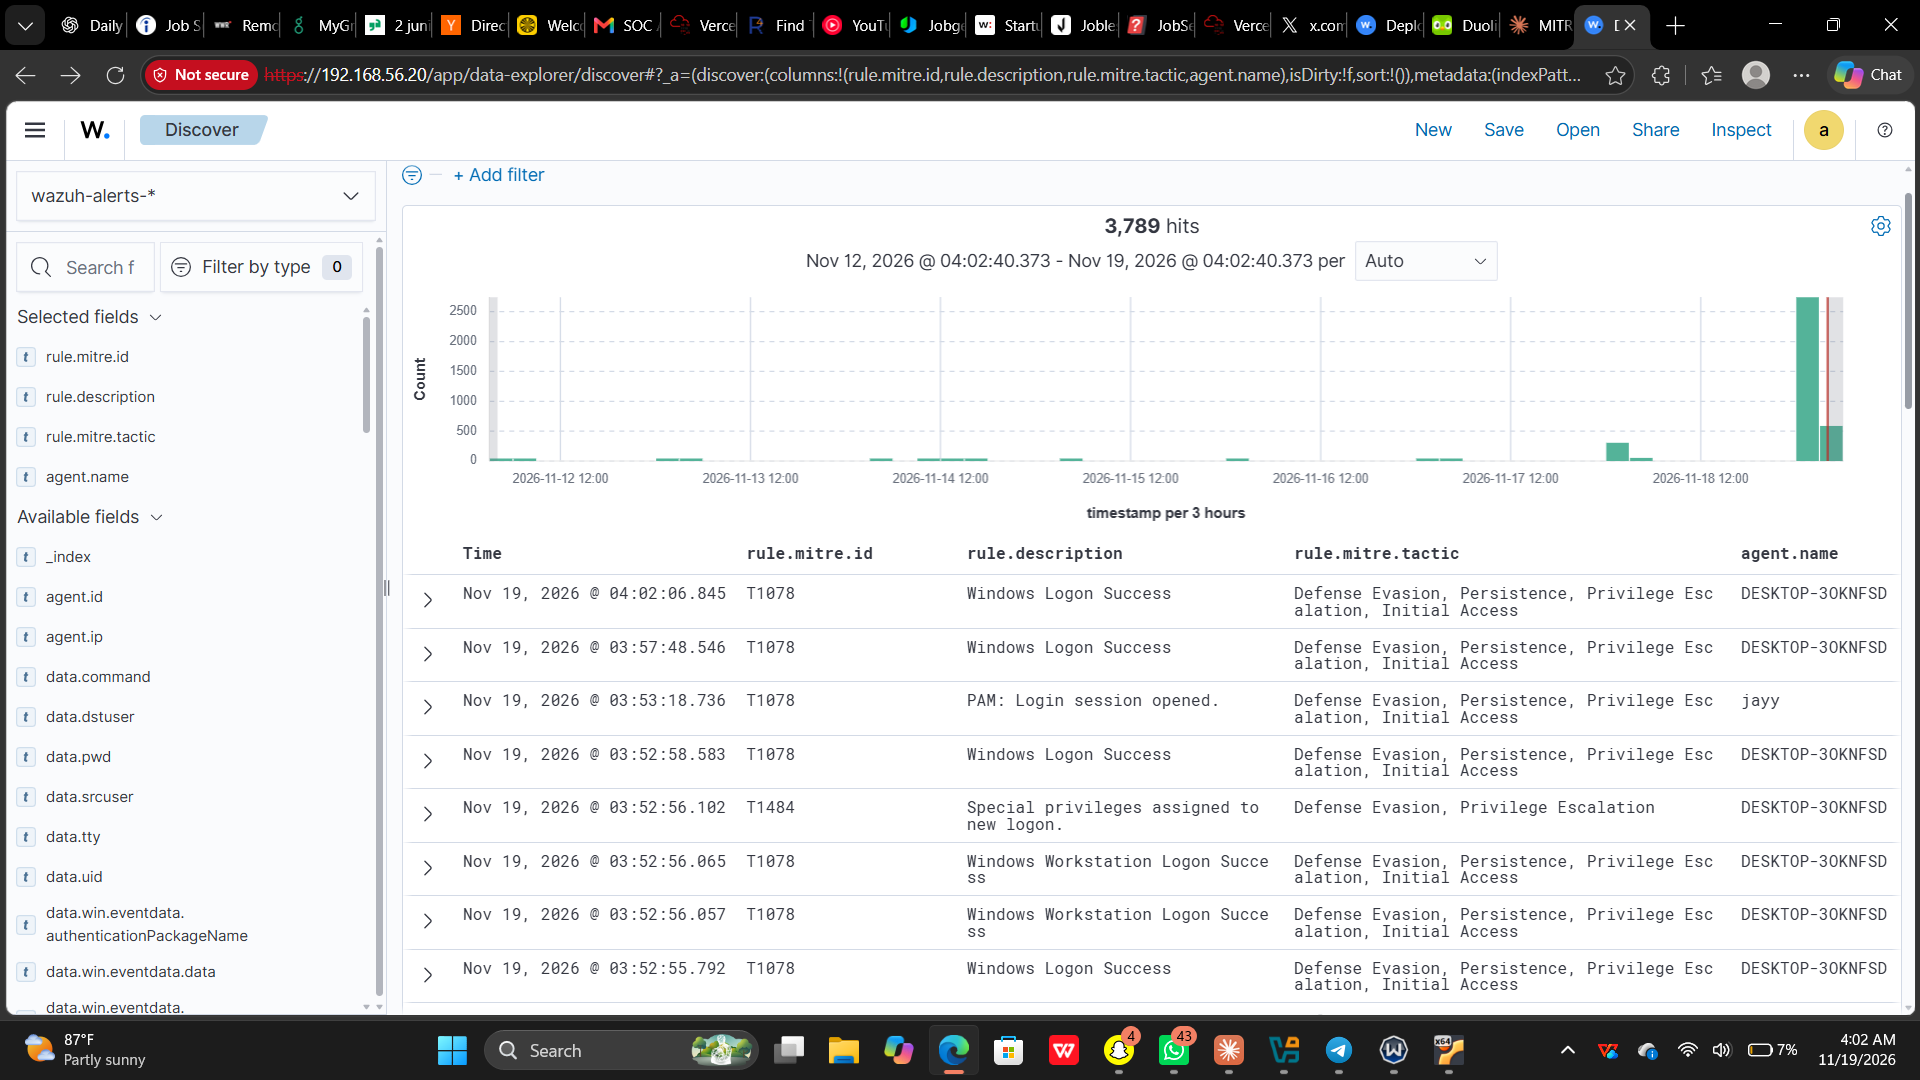 Daily
Job S
Remo
MyGr
2 juni
Direc
Welco
SOC A
Verce
Find
YouTu
Jobge
Startu
Joble
JobSe
Verce
x.com
Deplo
Duoli
MITR
Not secure
https://192.168.56.20/app/data-explorer/discover#?_a=(discover:(columns:!(rule.mitre.id,rule.description,rule.mitre.tactic,agent.name),isDirty:!f,sort:!()),metadata:(indexPatt...
Chat
W.
Discover
New
Save
Open
Share
Inspect
a
wazuh-alerts-*
+ Add filter
Search f
Filter by type 0
Selected fields
t rule.mitre.id
t rule.description
t rule.mitre.tactic
t agent.name
Available fields
t _index
t agent.id
t agent.ip
t data.command
t data.dstuser
t data.pwd
t data.srcuser
t data.tty
t data.uid
t data.win.eventdata.
authenticationPackageName
t data.win.eventdata.data
data.win.eventdata.
3,789 hits
Nov 12, 2026 @ 04:02:40.373 - Nov 19, 2026 @ 04:02:40.373 per Auto
Count
2500
2000
1500
1000
500
0
2026-11-12 12:00
2026-11-13 12:00
2026-11-14 12:00
2026-11-15 12:00
2026-11-16 12:00
2026-11-17 12:00
2026-11-18 12:00
timestamp per 3 hours
Time rule.mitre.id rule.description rule.mitre.tactic agent.name
Nov 19, 2026 @ 04:02:06.845 T1078 Windows Logon Success Defense Evasion, Persistence, Privilege Esc DESKTOP-3OKNFSD
alation, Initial Access
Nov 19, 2026 @ 03:57:48.546 T1078 Windows Logon Success Defense Evasion, Persistence, Privilege Esc DESKTOP-3OKNFSD
alation, Initial Access
Nov 19, 2026 @ 03:53:18.736 T1078 PAM: Login session opened. Defense Evasion, Persistence, Privilege Esc jayy
alation, Initial Access
Nov 19, 2026 @ 03:52:58.583 T1078 Windows Logon Success Defense Evasion, Persistence, Privilege Esc DESKTOP-3OKNFSD
alation, Initial Access
Nov 19, 2026 @ 03:52:56.102 T1484 Special privileges assigned to Defense Evasion, Privilege Escalation DESKTOP-3OKNFSD
new logon.
Nov 19, 2026 @ 03:52:56.065 T1078 Windows Workstation Logon Succe Defense Evasion, Persistence, Privilege Esc DESKTOP-3OKNFSD
ss alation, Initial Access
Nov 19, 2026 @ 03:52:56.057 T1078 Windows Workstation Logon Succe Defense Evasion, Persistence, Privilege Esc DESKTOP-3OKNFSD
ss alation, Initial Access
Nov 19, 2026 @ 03:52:55.792 T1078 Windows Logon Success Defense Evasion, Persistence, Privilege Esc DESKTOP-3OKNFSD
alation, Initial Access
87°F
Partly sunny
Search
4
43
x64
7%
4:02 AM
11/19/2026